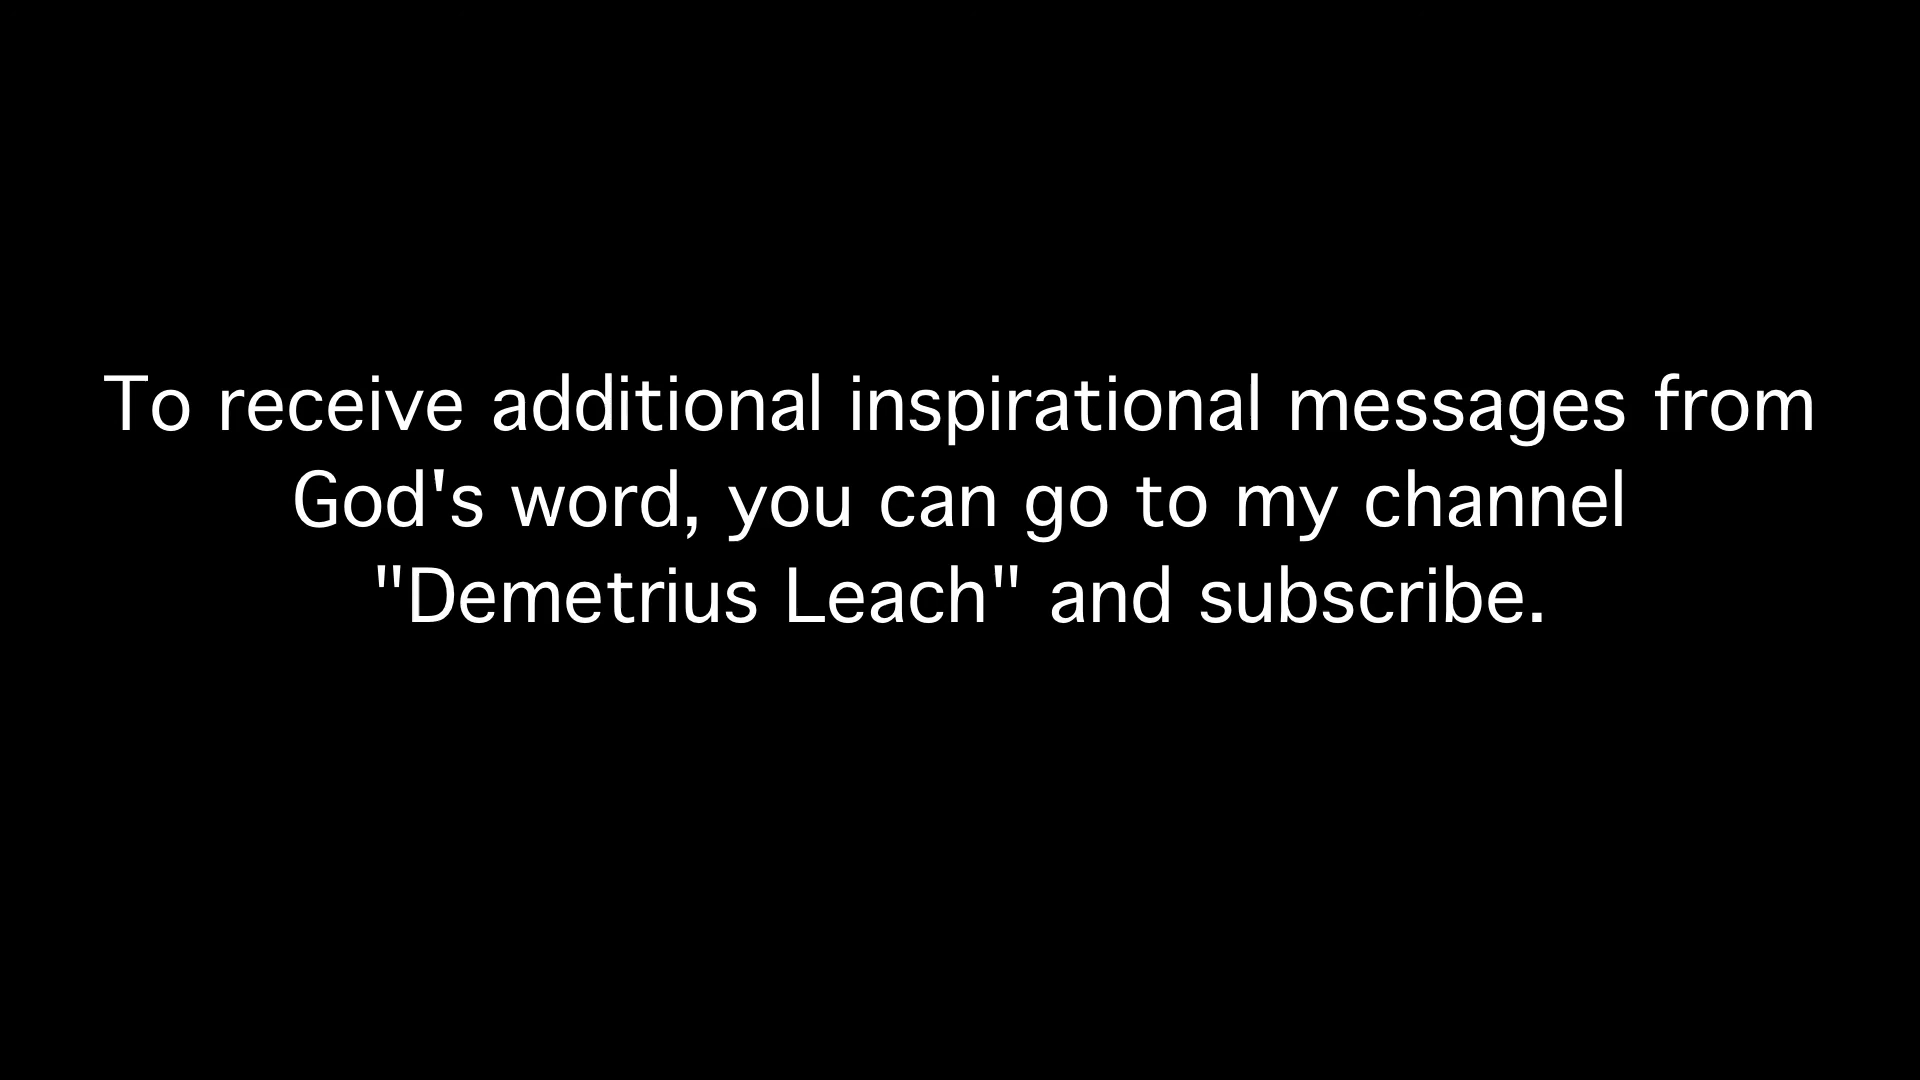 To receive additional inspirational messages from
God's word, you can go to my channel
"Demetrius Leach" and subscribe.